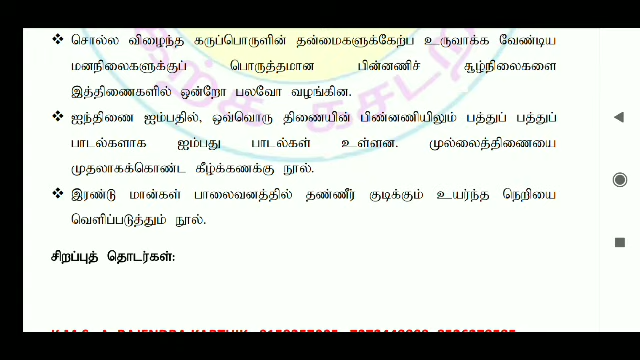 ❖ சொல்ல விழைந்த கருப்பொருளின் தன்மைகளுக்கேற்ப உருவாக்க வேண்டிய
மனநிலைகளுக்குப் பொருத்தமான பின்னணிச் சூழ்நிலைகளை
இத்திணைகளில் ஒன்றோ பலவோ வழங்கின.
❖ ஐந்திணை ஐம்பதில், ஒவ்வொரு திணையின் பிண்ணணியிலும் பத்துப் பத்துப்
பாடல்களாக ஐம்பது பாடல்கள் உள்ளன. முல்லைத்திணையை
முதலாகக்கொண்ட கீழ்க்கணக்கு நூல்.
❖ இரண்டு மான்கள் பாலைவனத்தில் தண்ணீர் குடிக்கும் உயர்ந்த நெறியை
வெளிப்படுத்தும் நூல்.
சிறப்புத் தொடர்கள்: